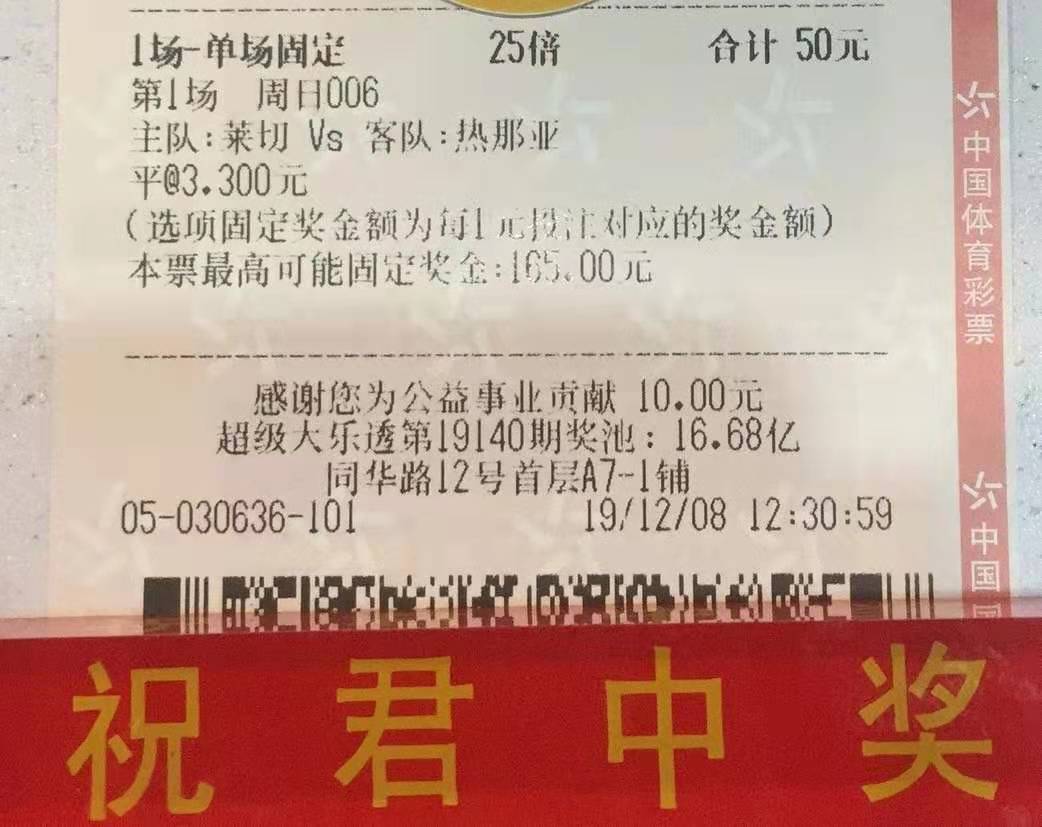 1场-单场固定 25倍 合计 50元
第1场 周日006
主队:莱切 Vs 客队:热那亚
平@3.300元
(选项固定奖金额为每1元投注对应的奖金额)
本票最高可能固定奖金:165.00元
感谢您为公益事业贡献 10.00元
超级大乐透第19140期奖池: 16.68亿
同华路12号首层A7-1铺
05-030636-101 19/12/08 12:30:59
中国体育彩票
中国
祝君中奖